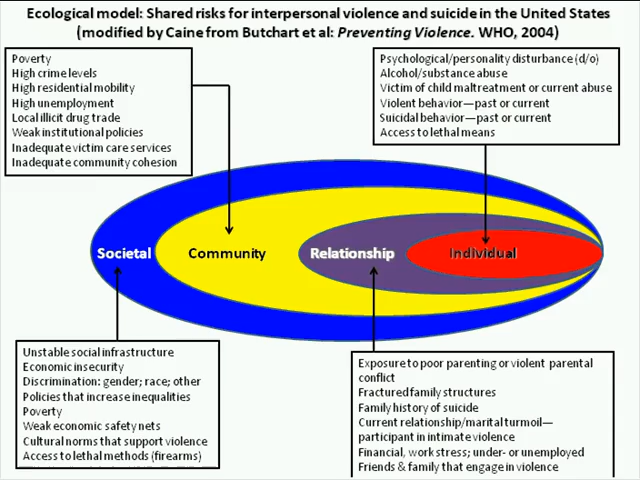 Ecological model: Shared risks for interpersonal violence and suicide in the United States
(modified by Caine from Butchart et al: Preventing Violence. WHO, 2004)
Poverty
High crime levels
High residential mobility
High unemployment
Local illicit drug trade
Weak institutional policies
Inadequate victim care services
Inadequate community cohesion
Psychological/personality disturbance (d/o)
Alcohol/substance abuse
Victim of child maltreatment or current abuse
Violent behavior—past or current
Suicidal behavior—past or current
Access to lethal means
Societal
Community
Relationship
Individual
Unstable social infrastructure
Economic insecurity
Discrimination: gender; race; other
Policies that increase inequalities
Poverty
Weak economic safety nets
Cultural norms that support violence
Access to lethal methods (firearms)
Exposure to poor parenting or violent parental
conflict
Fractured family structures
Family history of suicide
Current relationship/marital turmoil—
participant in intimate violence
Financial, work stress; under- or unemployed
Friends & family that engage in violence